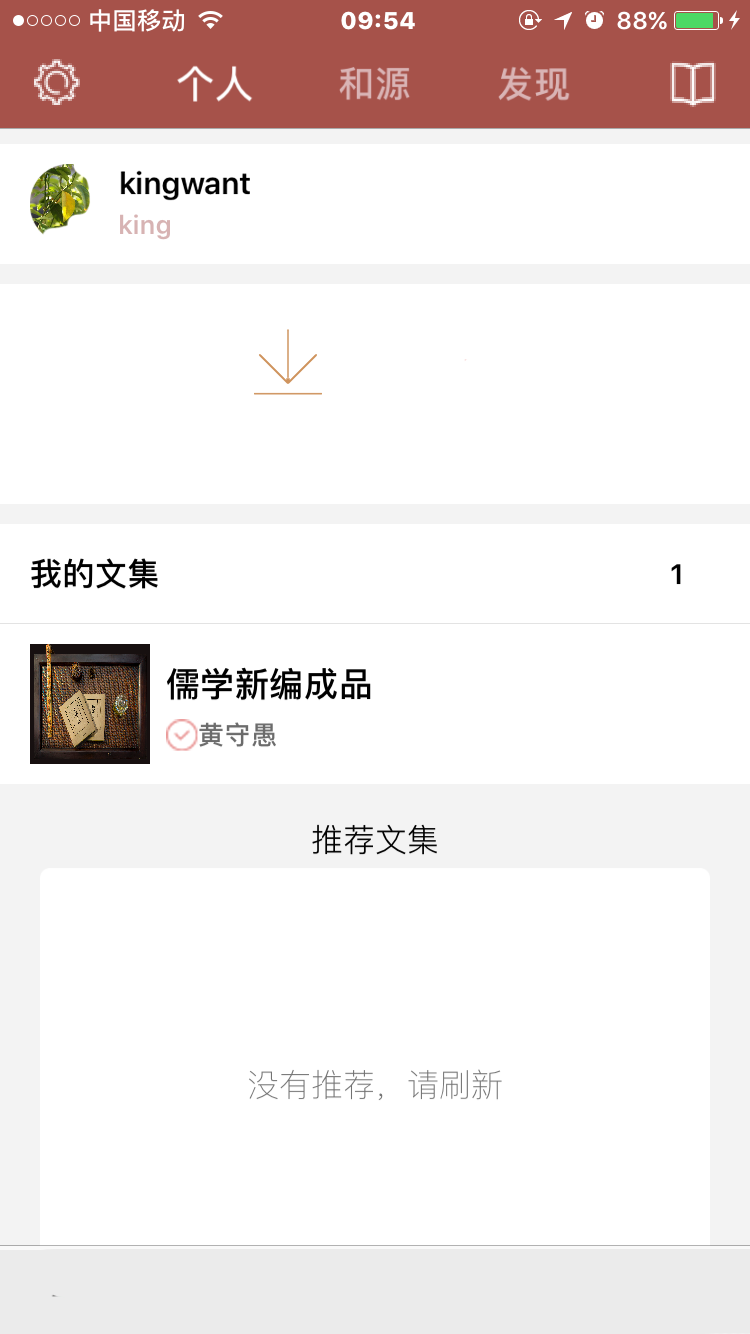 中国移动 09:54 88%
个人 和源 发现
kingwant
king
我的文集 1
儒学新编成品
黄守愚
推荐文集
没有推荐，请刷新